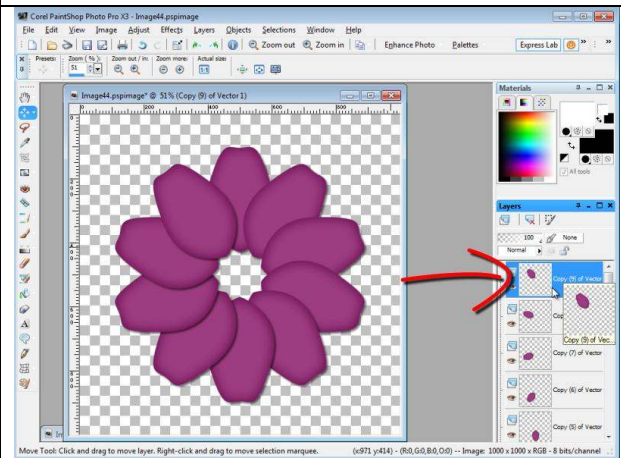 Corel PaintShop Photo Pro X3 - Image44.pspimage
File Edit View Image Adjust Effects Layers Objects Selections Window Help
Zoom out Zoom in Enhance Photo Palettes Express Lab
Presets: Zoom ( % ): Zoom out / in: Zoom more: Actual size:
51
Image44.pspimage* @ 51% (Copy (9) of Vector 1)
Materials
All tools
Layers
100 None
Normal
Copy (9) of Vector
Copy (9) of Vec...
Copy (7) of Vector
Copy (6) of Vector
Copy (5) of Vector
Move Tool: Click and drag to move layer. Right-click and drag to move selection marquee. (x:971 y:414) - (R:0,G:0,B:0,O:0) -- Image: 1000 x 1000 x RGB - 8 bits/channel